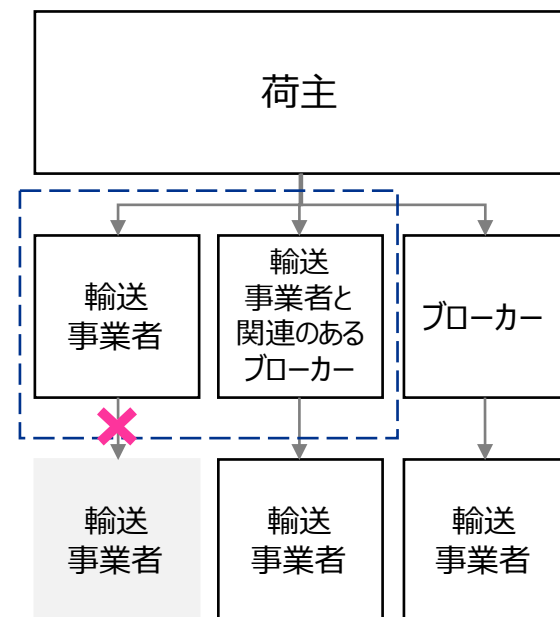 荷主
輸送
事業者
輸送
事業者と
関連のある
ブローカー
ブローカー
輸送
事業者
輸送
事業者
輸送
事業者